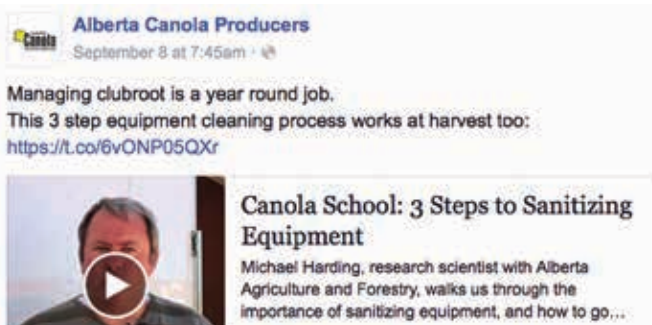 Canola
Alberta Canola Producers
September 8 at 7:45am ·
Managing clubroot is a year round job.
This 3 step equipment cleaning process works at harvest too:
https://t.co/6vONP05QXr
Canola School: 3 Steps to Sanitizing
Equipment
Michael Harding, research scientist with Alberta
Agriculture and Forestry, walks us through the
importance of sanitizing equipment, and how to go...